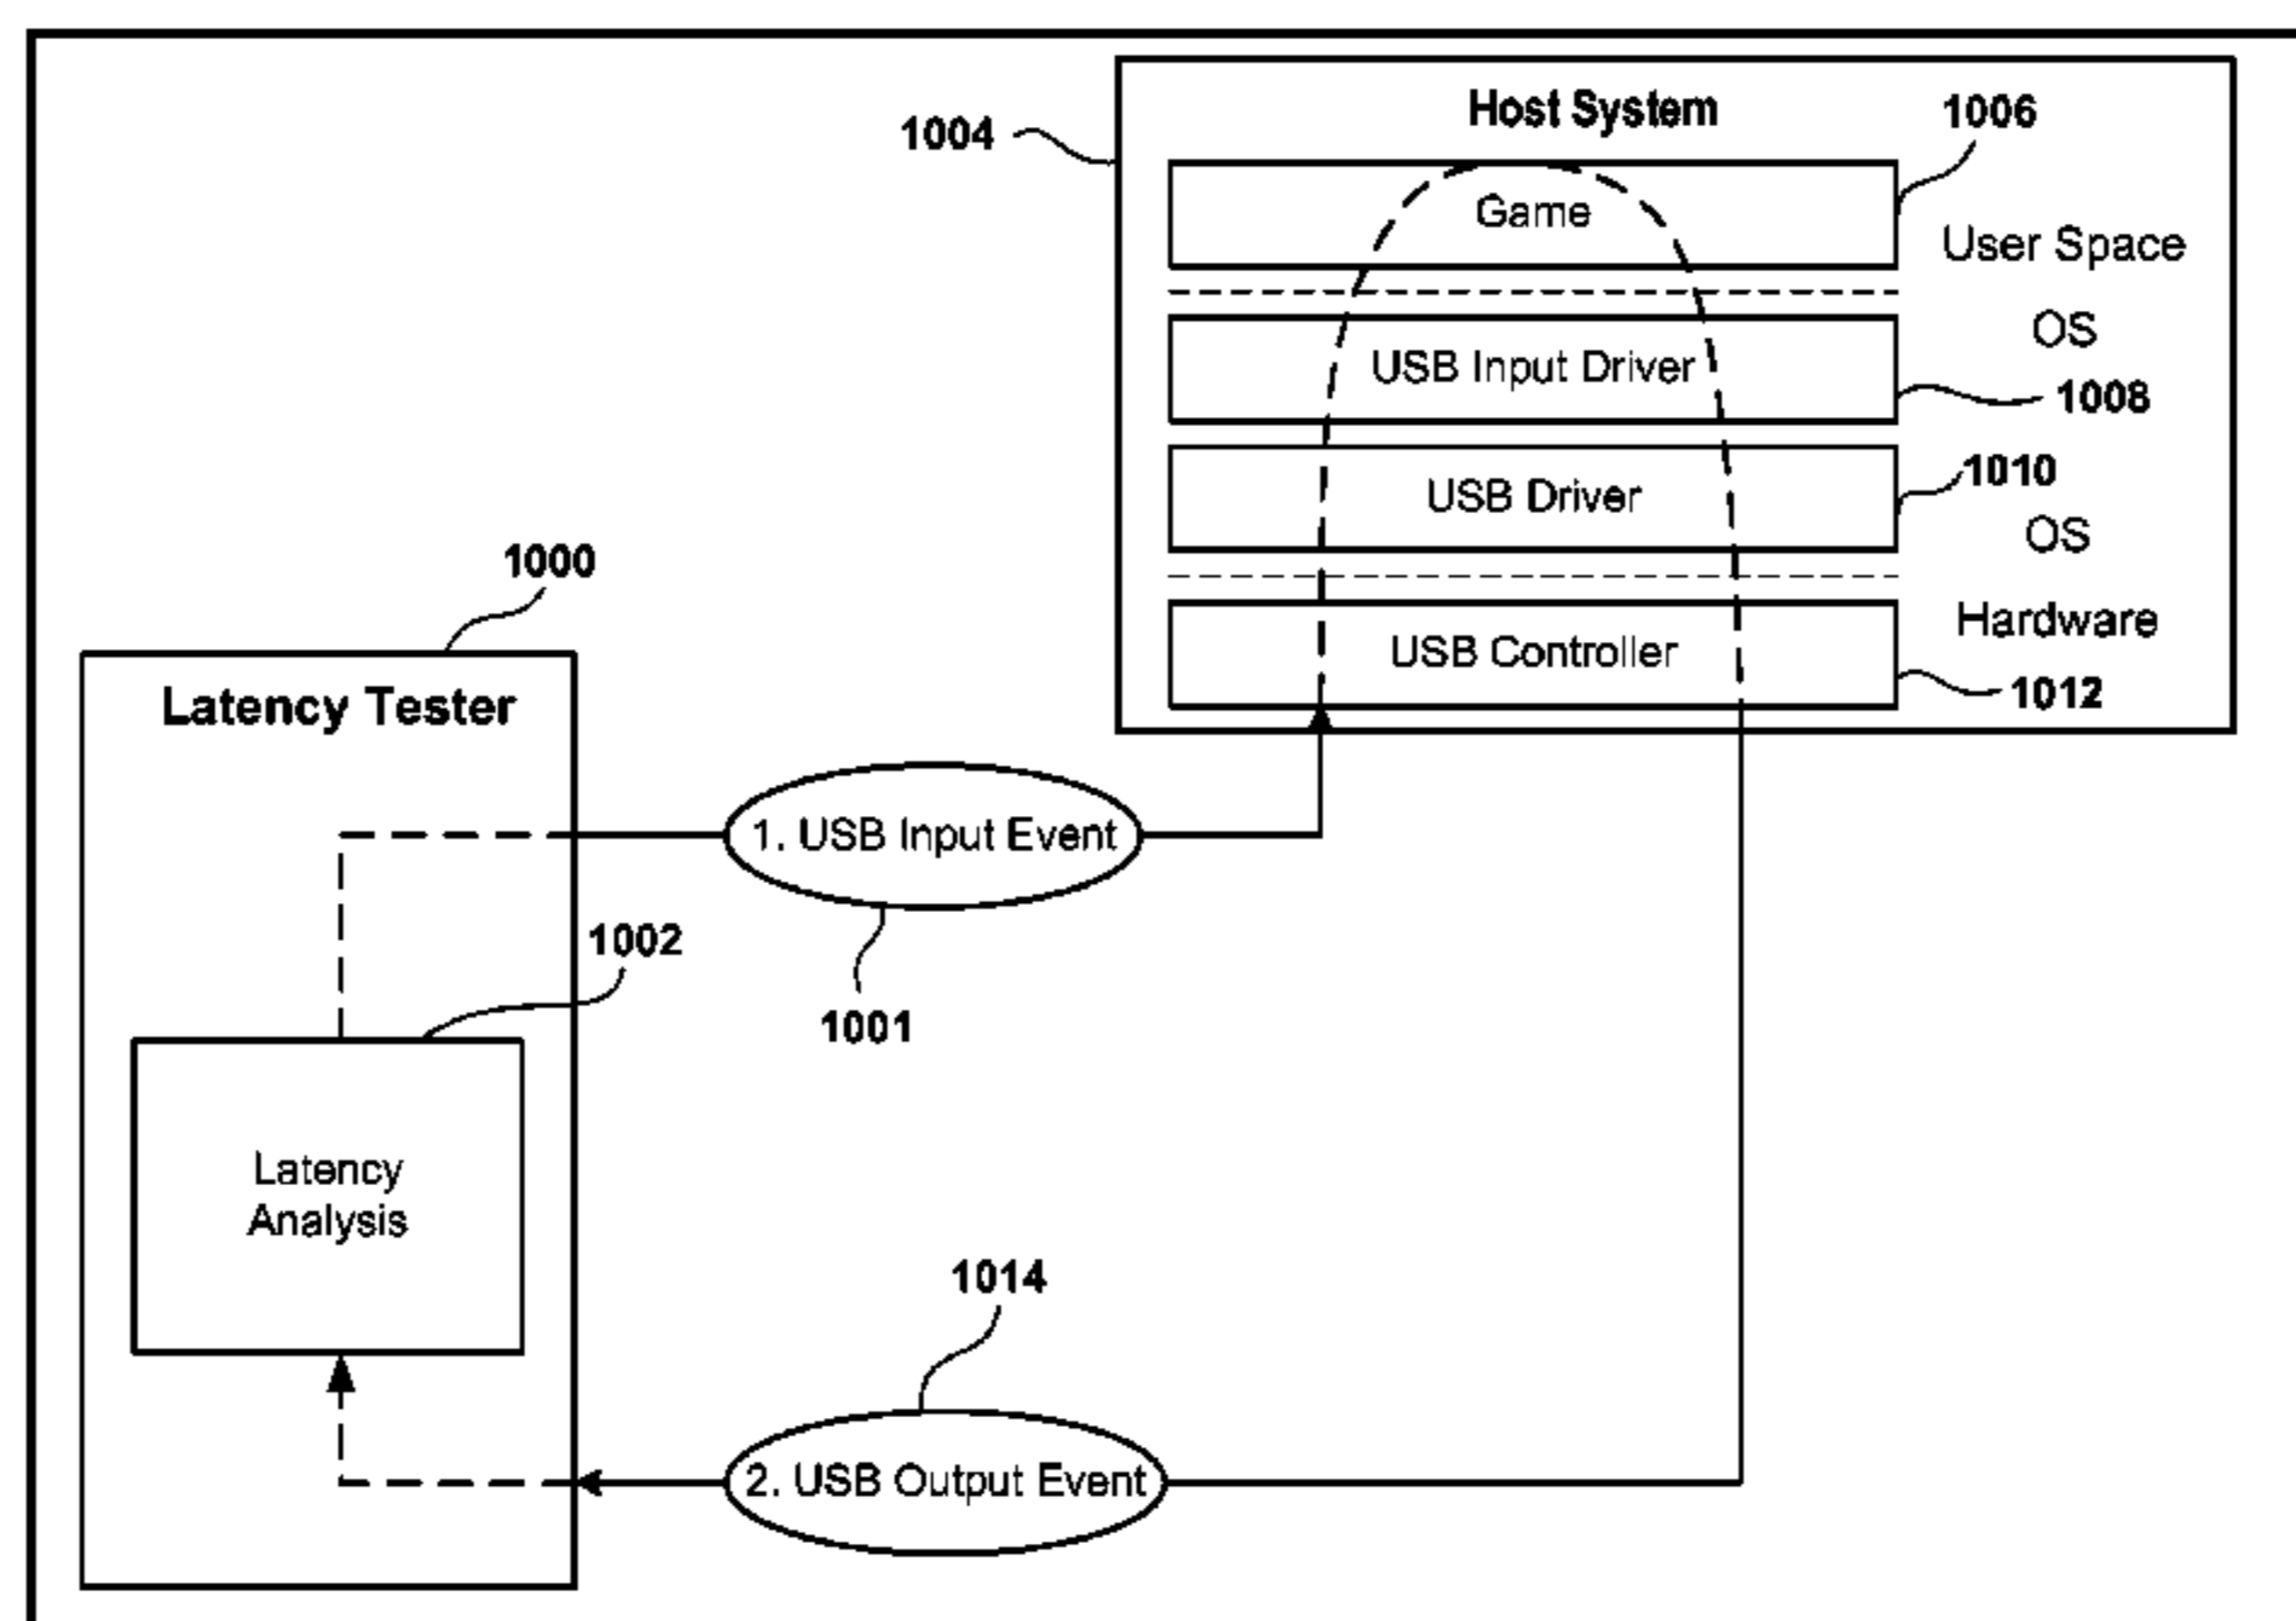 Host System
1006
1004
Game
User Space
OS
USB Input Driver
1008
1010
USB Driver
OS
1000
Hardware
USB Controller
1012
Latency Tester
1. USB Input Event
1002
1001
Latency
Analysis
1014
2. USB Output Event